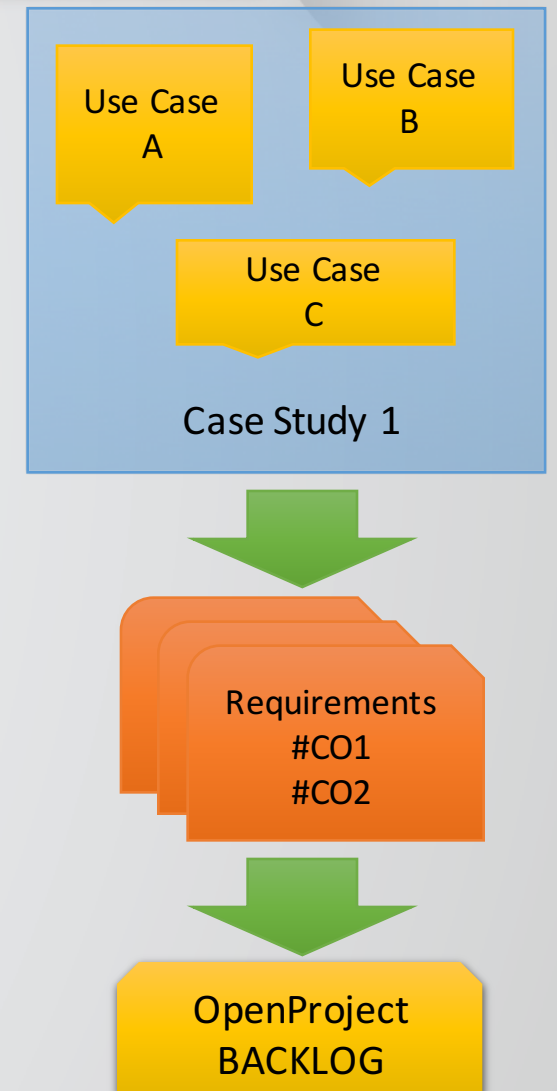 Use Case
A
Use Case
B
Use Case
C
Case Study 1
Requirements
#CO1
#CO2
OpenProject
BACKLOG